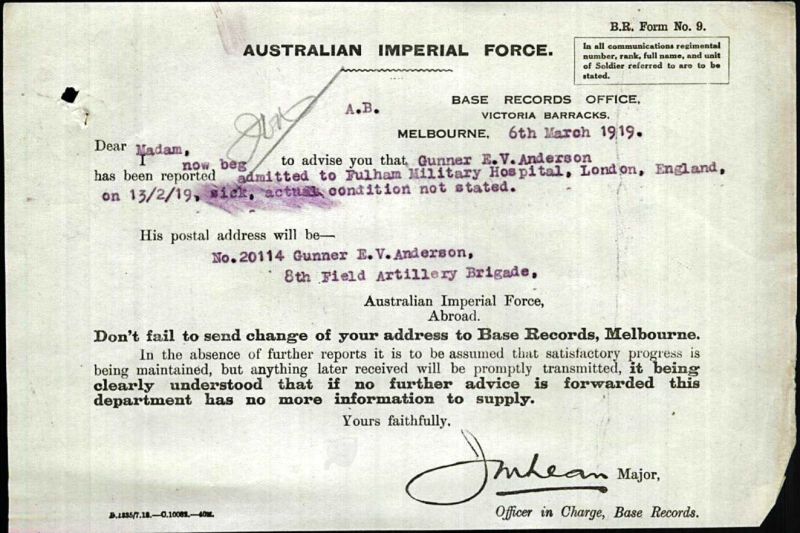 B.R. Form No. 9.
AUSTRALIAN IMPERIAL FORCE.
In all communications regimental
number, rank, full name, and unit
of Soldier referred to are to be
stated.
A.B.
BASE RECORDS OFFICE,
VICTORIA BARRACKS,
MELBOURNE, 6th March 1919.
Dear Madam,
I now beg to advise you that Gunner E.V.Anderson
has been reported admitted to Fulham Military Hospital, London, England,
on 13/2/19, sick, actual condition not stated.
His postal address will be—
No.20114 Gunner E.V.Anderson,
8th Field Artillery Brigade,
Australian Imperial Force,
Abroad.
Don't fail to send change of your address to Base Records, Melbourne.
In the absence of further reports it is to be assumed that satisfactory progress is
being maintained, but anything later received will be promptly transmitted, it being
clearly understood that if no further advice is forwarded this
department has no more information to supply.
Yours faithfully,
JMLean Major,
Officer in Charge, Base Records.